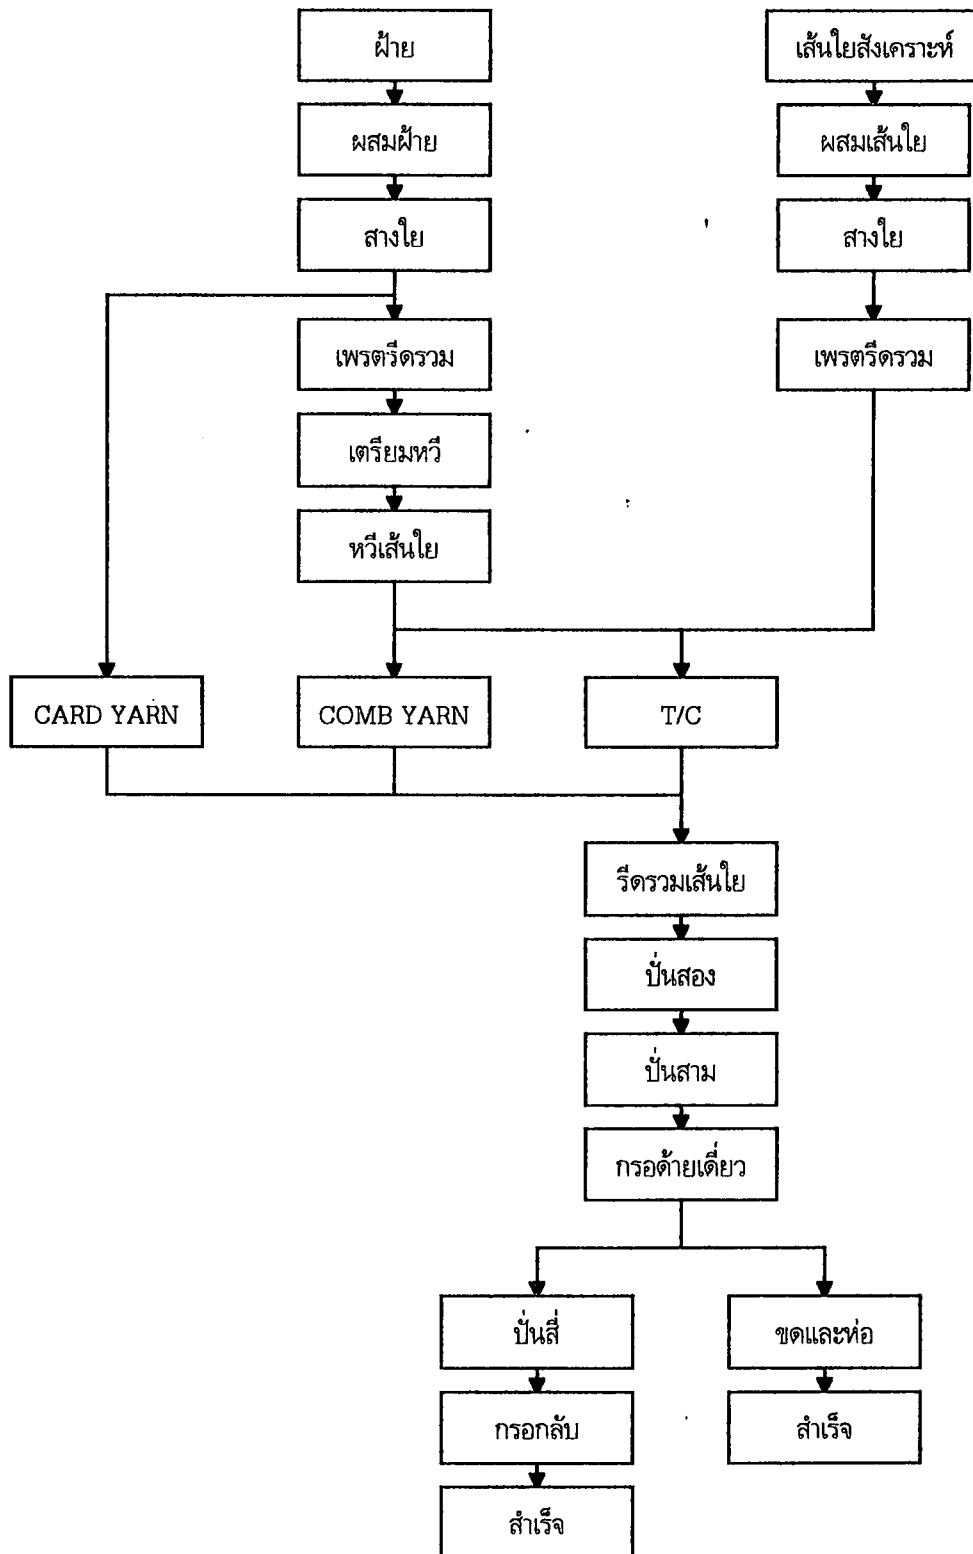 ฝ้าย
เส้นใยสังเคราะห์
ผสมฝ้าย
ผสมเส้นใย
สางใย
สางใย
เพรตรีดรวม
เพรตรีดรวม
เตรียมหวี
หวีเส้นใย
CARD YARN
COMB YARN
T/C
รีดรวมเส้นใย
ปั่นสอง
ปั่นสาม
กรอด้ายเดี่ยว
ปั่นสี่
ขดและห่อ
กรอกลับ
สำเร็จ
สำเร็จ